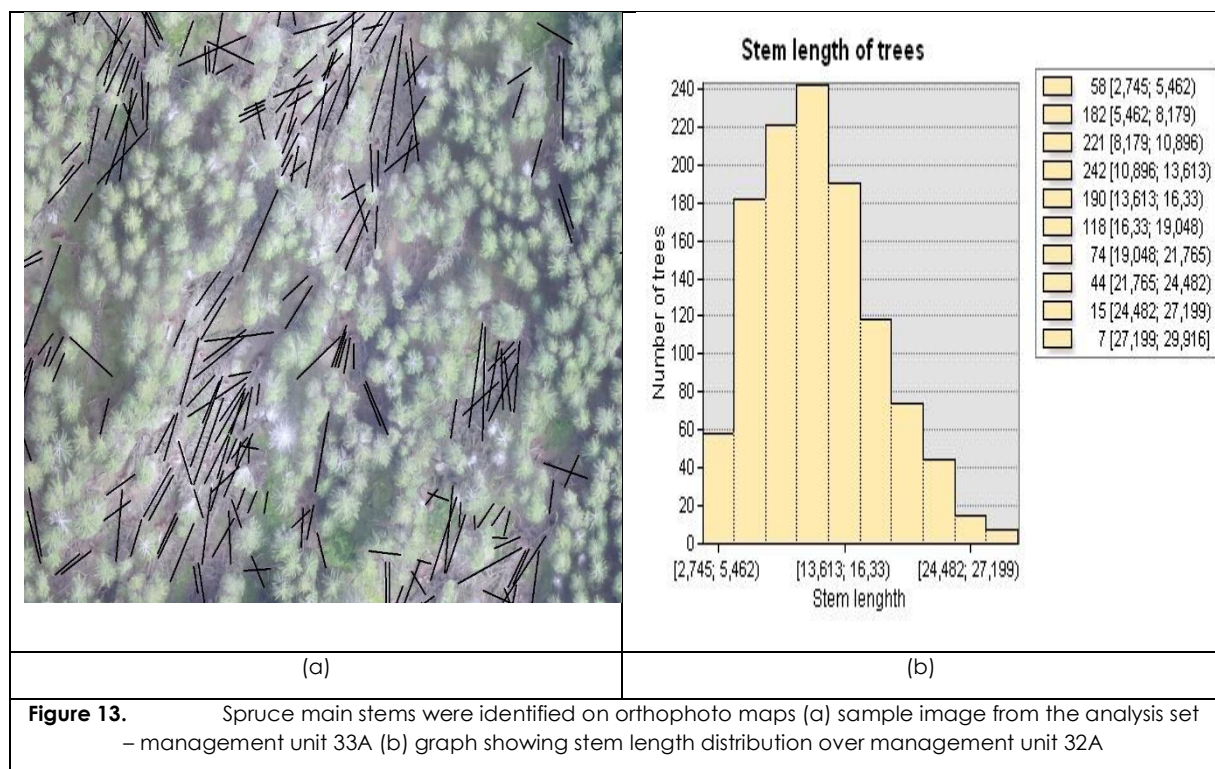 Stem length of trees
240
220
200
180
160
140
120
100
80
60
40
20
0
Number of trees
[2,745; 5,462)
[13,613; 16,33)
[24,482; 27,199)
Stem lenghth
58 [2,745; 5,462)
182 [5,462; 8,179)
221 [8,179; 10,896)
242 [10,896; 13,613)
190 [13,613; 16,33)
118 [16,33; 19,048)
74 [19,048; 21,765)
44 [21,765; 24,482)
15 [24,482; 27,199)
7 [27,199; 29,916]
(a)
(b)
Figure 13. Spruce main stems were identified on orthophoto maps (a) sample image from the analysis set
– management unit 33A (b) graph showing stem length distribution over management unit 32A